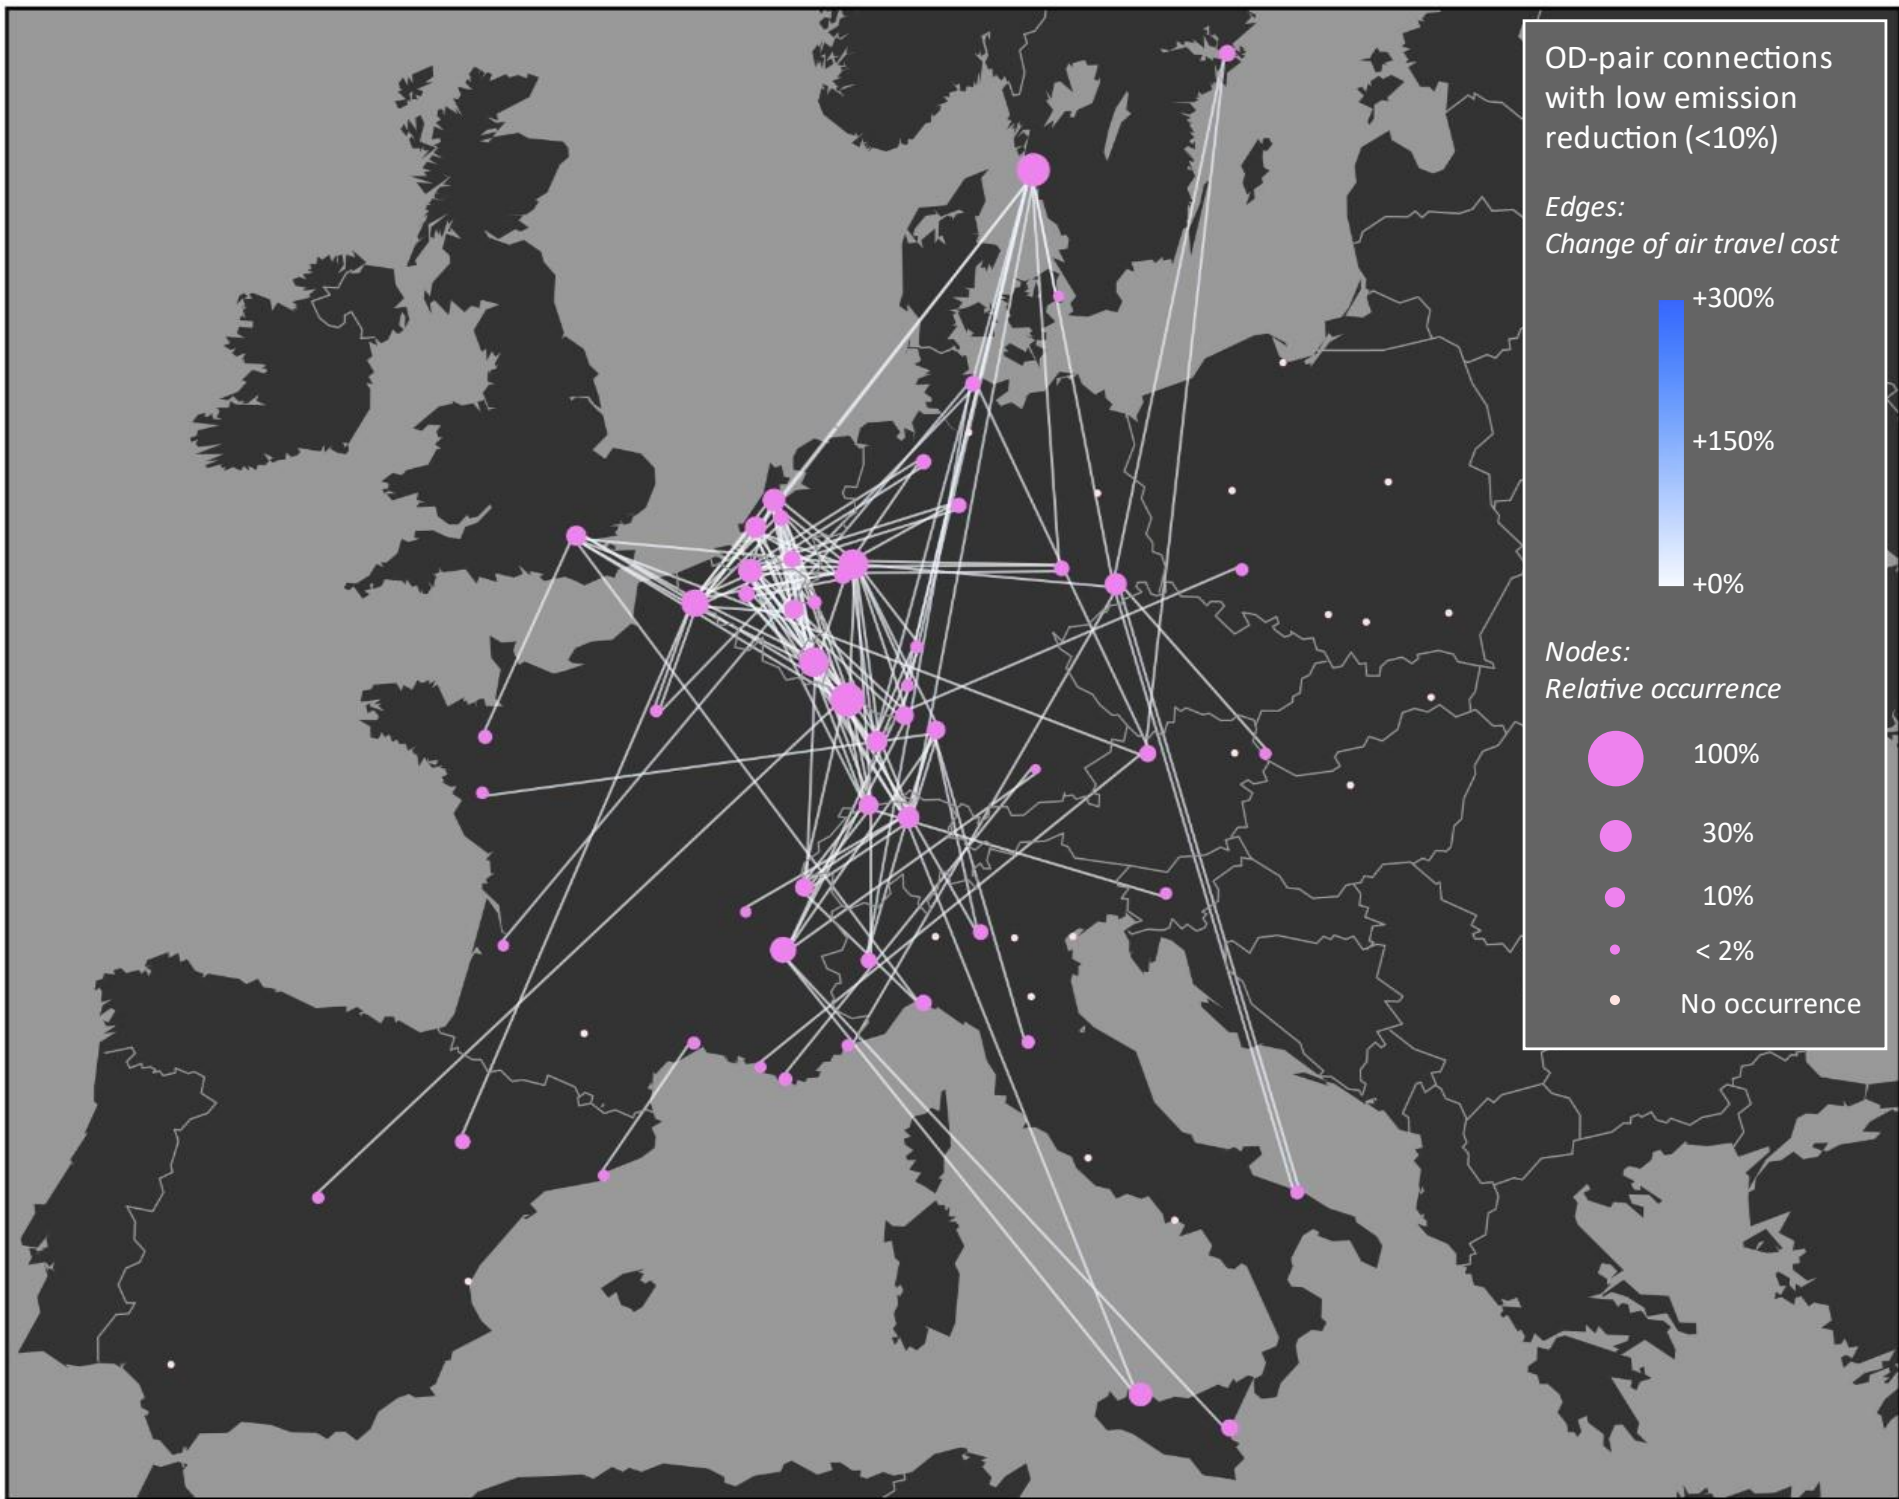 OD-pair connections
with low emission
reduction (<10%)
Edges:
Change of air travel cost
+300%
+150%
+0%
Nodes:
Relative occurrence
100%
30%
10%
< 2%
No occurrence